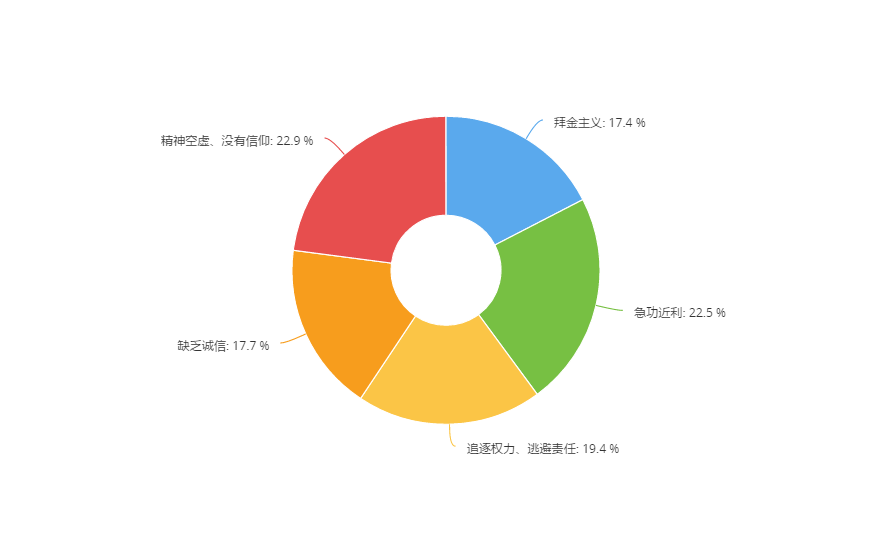 拜金主义: 17.4 %
精神空虚、没有信仰: 22.9 %
急功近利: 22.5 %
缺乏诚信: 17.7 %
追逐权力、逃避责任: 19.4 %